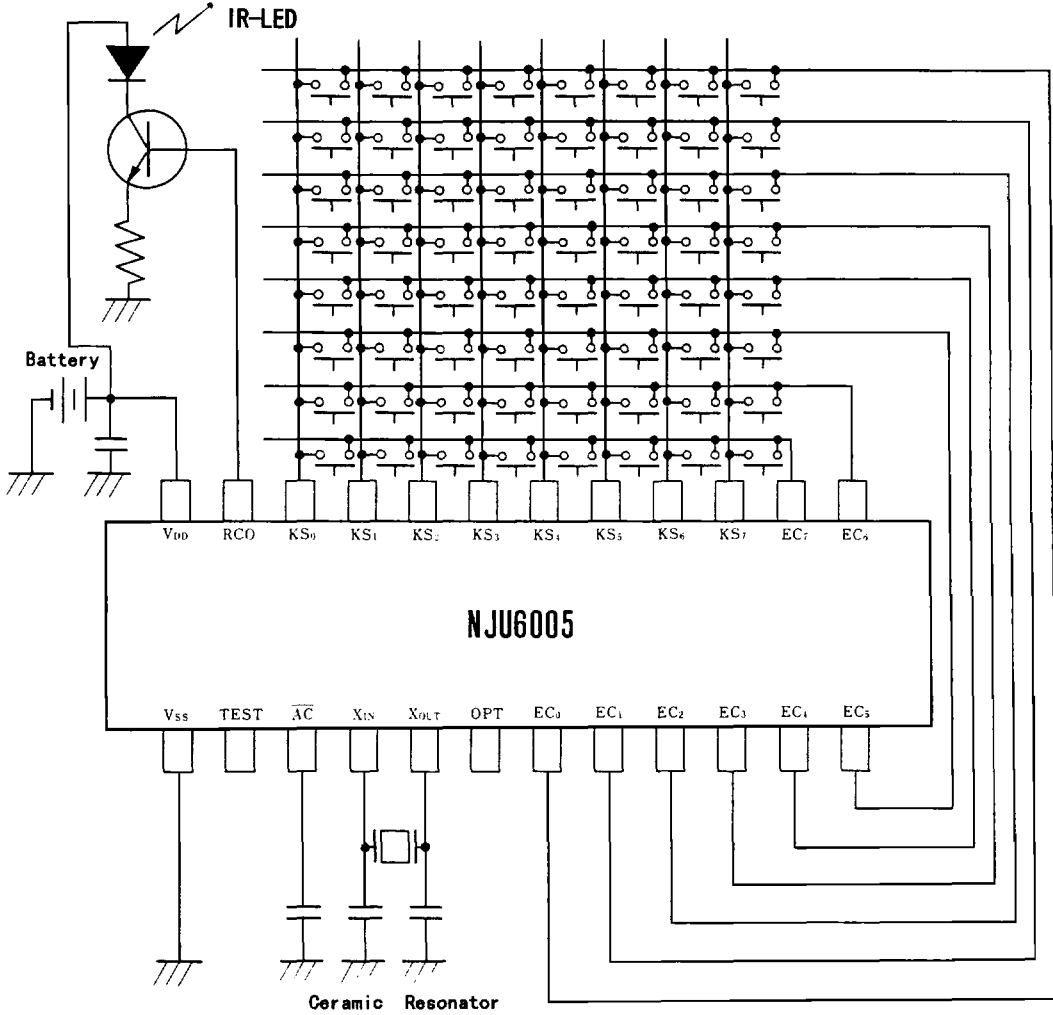 IR-LED
Battery
VDD RCO KS0 KS1 KS2 KS3 KS4 KS5 KS6 KS7 EC7 EC6
NJU6005
VSS TEST AC XIN XOUT OPT EC0 EC1 EC2 EC3 EC4 EC5
Ceramic Resonator